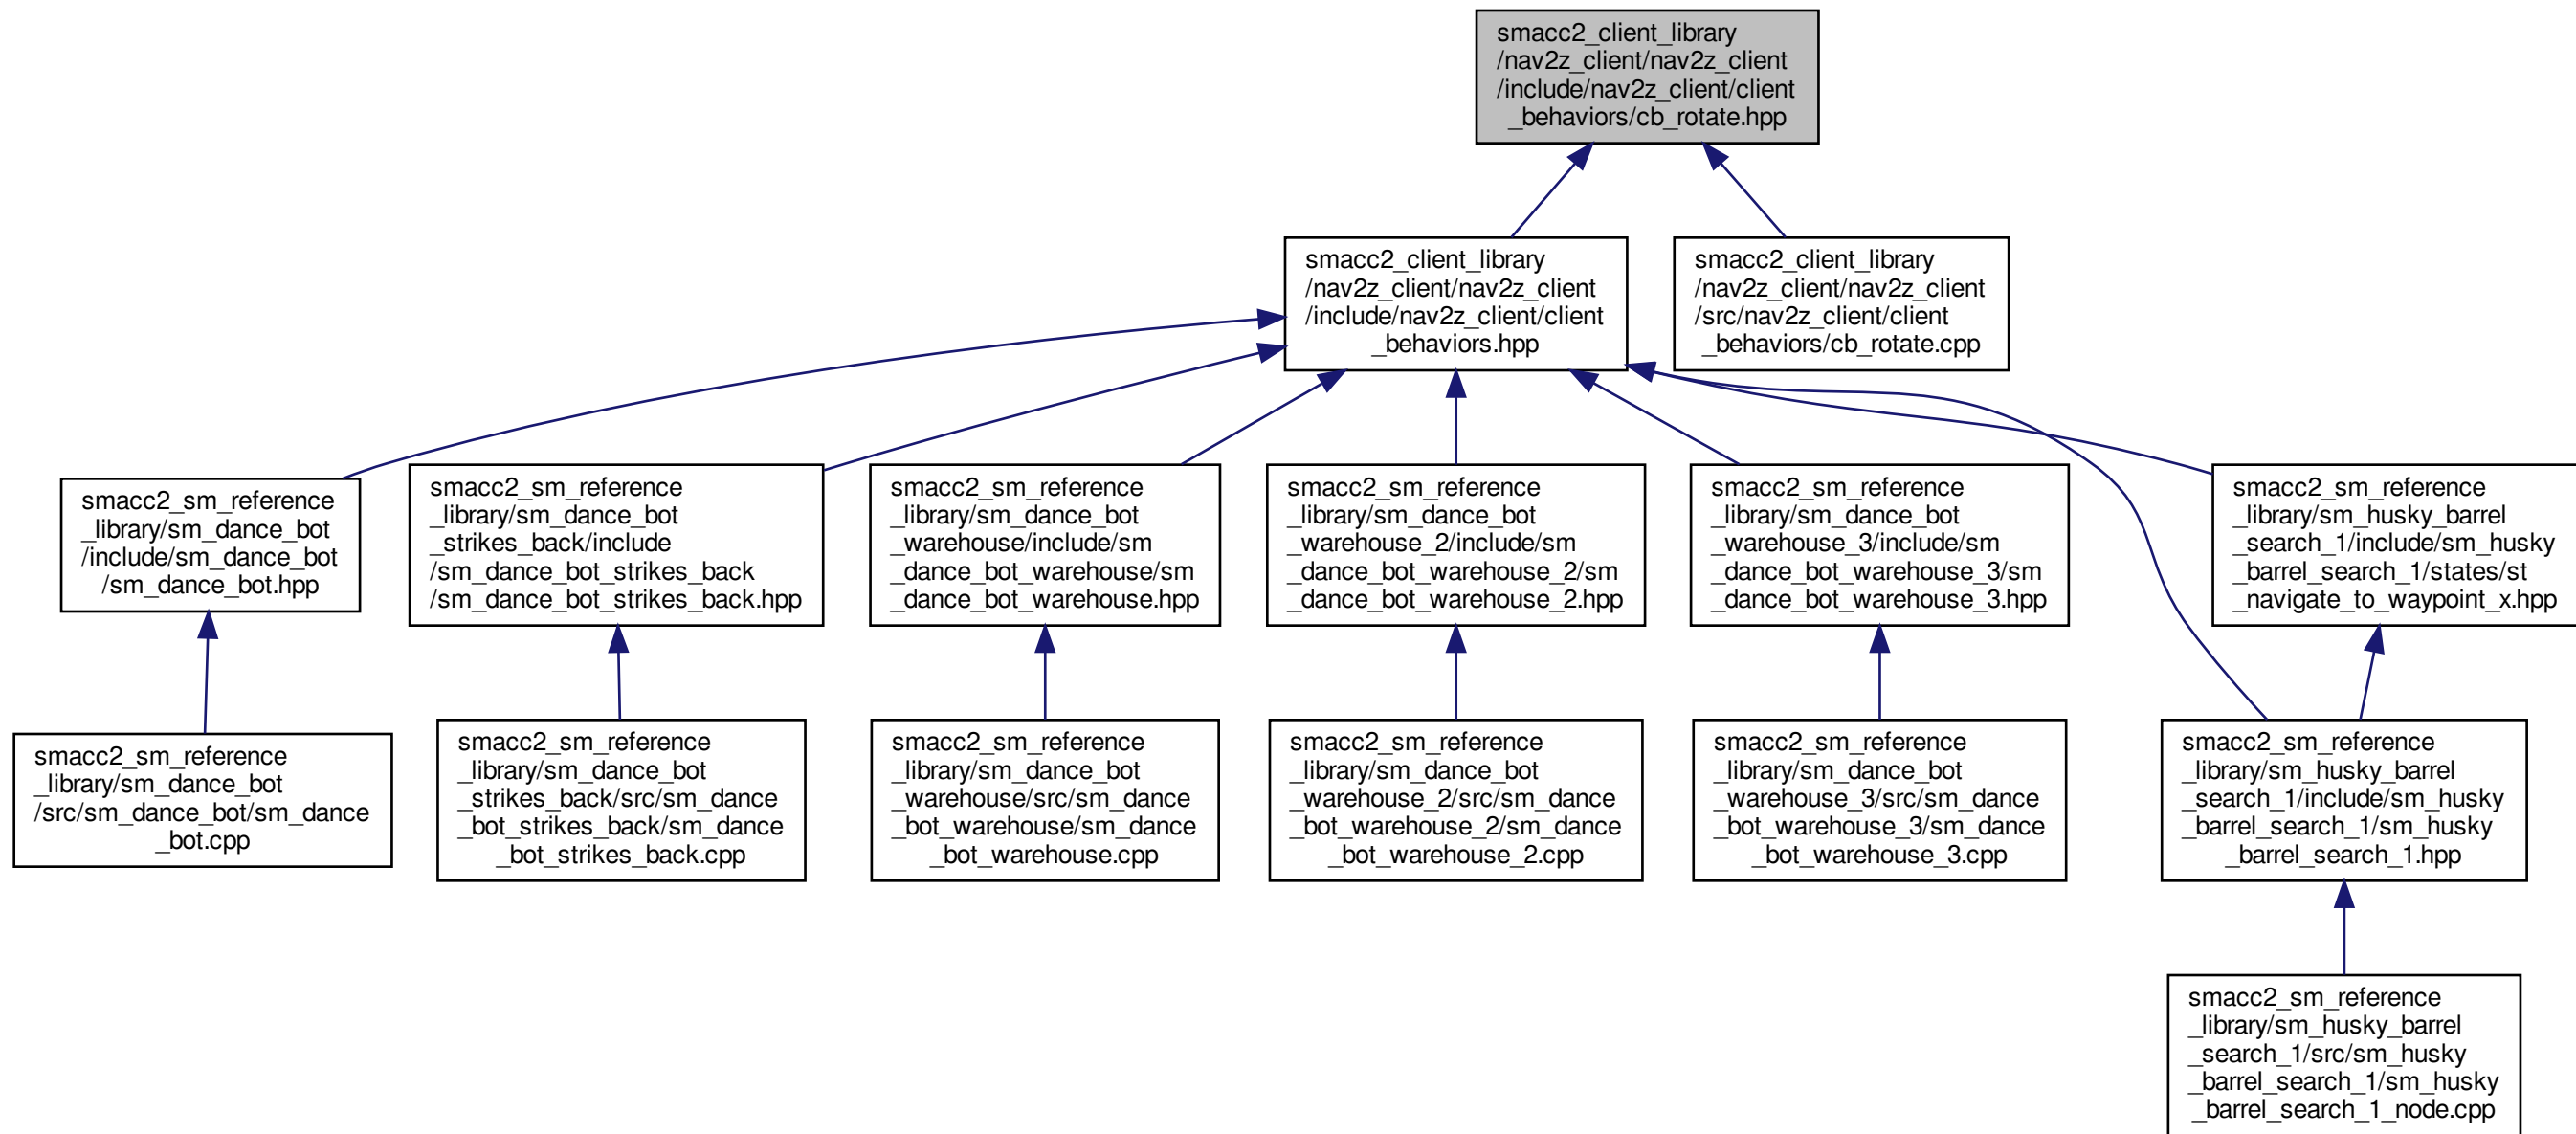 smacc2_client_library
/nav2z_client/nav2z_client
/include/nav2z_client/client
_behaviors/cb_rotate.hpp
smacc2_client_library
/nav2z_client/nav2z_client
/include/nav2z_client/client
_behaviors.hpp
smacc2_client_library
/nav2z_client/nav2z_client
/src/nav2z_client/client
_behaviors/cb_rotate.cpp
smacc2_sm_reference
_library/sm_dance_bot
/include/sm_dance_bot
/sm_dance_bot.hpp
smacc2_sm_reference
_library/sm_dance_bot
_strikes_back/include
/sm_dance_bot_strikes_back
/sm_dance_bot_strikes_back.hpp
smacc2_sm_reference
_library/sm_dance_bot
_warehouse/include/sm
_dance_bot_warehouse/sm
_dance_bot_warehouse.hpp
smacc2_sm_reference
_library/sm_dance_bot
_warehouse_2/include/sm
_dance_bot_warehouse_2/sm
_dance_bot_warehouse_2.hpp
smacc2_sm_reference
_library/sm_dance_bot
_warehouse_3/include/sm
_dance_bot_warehouse_3/sm
_dance_bot_warehouse_3.hpp
smacc2_sm_reference
_library/sm_husky_barrel
_search_1/include/sm_husky
_barrel_search_1/states/st
_navigate_to_waypoint_x.hpp
smacc2_sm_reference
_library/sm_dance_bot
/src/sm_dance_bot/sm_dance
_bot.cpp
smacc2_sm_reference
_library/sm_dance_bot
_strikes_back/src/sm_dance
_bot_strikes_back/sm_dance
_bot_strikes_back.cpp
smacc2_sm_reference
_library/sm_dance_bot
_warehouse/src/sm_dance
_bot_warehouse/sm_dance
_bot_warehouse.cpp
smacc2_sm_reference
_library/sm_dance_bot
_warehouse_2/src/sm_dance
_bot_warehouse_2/sm_dance
_bot_warehouse_2.cpp
smacc2_sm_reference
_library/sm_dance_bot
_warehouse_3/src/sm_dance
_bot_warehouse_3/sm_dance
_bot_warehouse_3.cpp
smacc2_sm_reference
_library/sm_husky_barrel
_search_1/include/sm_husky
_barrel_search_1/sm_husky
_barrel_search_1.hpp
smacc2_sm_reference
_library/sm_husky_barrel
_search_1/src/sm_husky
_barrel_search_1/sm_husky
_barrel_search_1_node.cpp